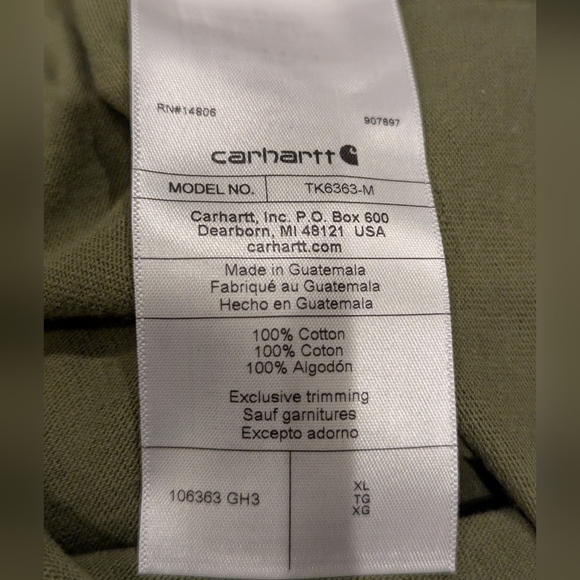 RN#14806
907897
carhartt
MODEL NO. TK6363-M
Carhartt, Inc. P.O. Box 600
Dearborn, MI 48121 USA
carhartt.com
Made in Guatemala
Fabriqué au Guatemala
Hecho en Guatemala
100% Cotton
100% Coton
100% Algodón
Exclusive trimming
Sauf garnitures
Excepto adorno
106363 GH3
XL
TG
XG